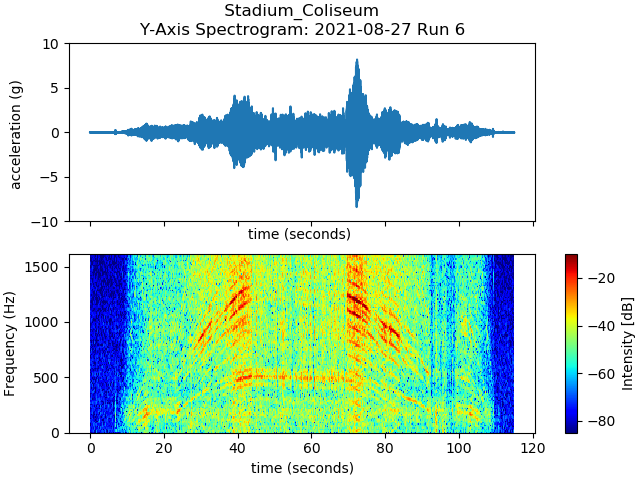 Stadium_Coliseum
Y-Axis Spectrogram: 2021-08-27 Run 6
10
5
0
−5
−10
acceleration (g)
time (seconds)
1500
1000
500
0
Frequency (Hz)
0 20 40 60 80 100 120
time (seconds)
−20
−40
−60
−80
Intensity [dB]